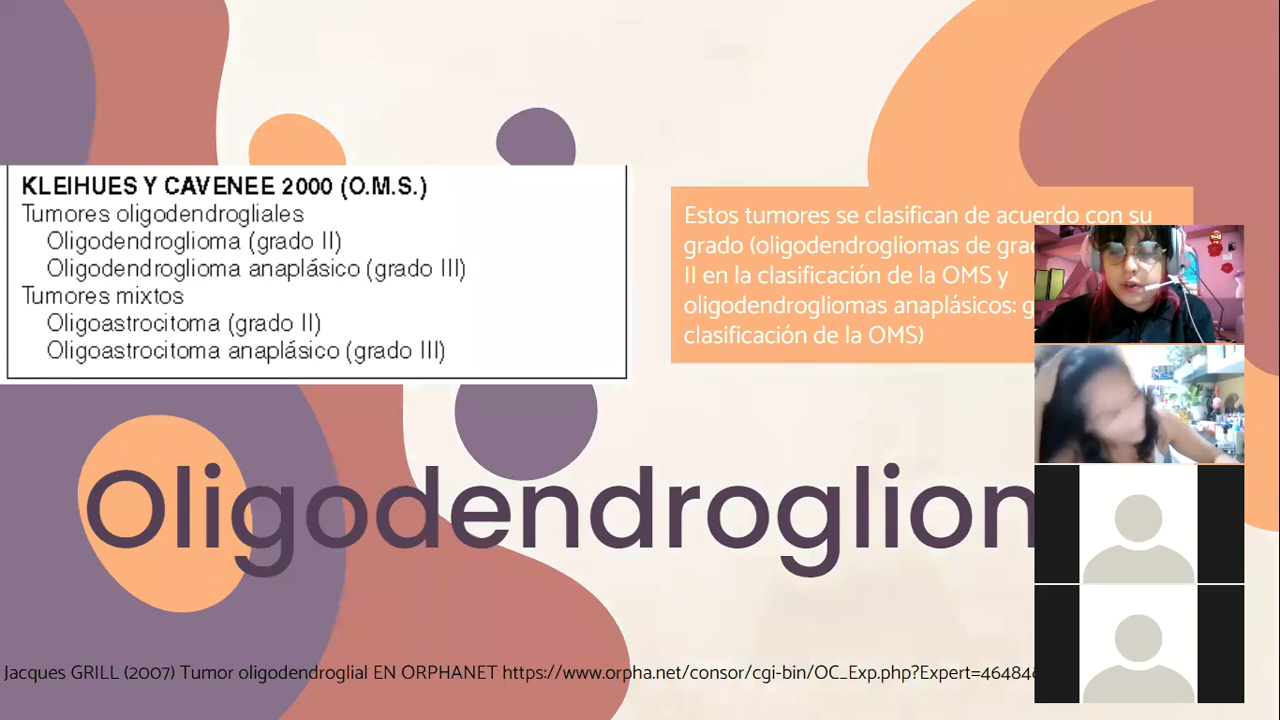 KLEIHUES Y CAVENEE 2000 (O.M.S.)
Tumores oligodendrogliales
Oligodendroglioma (grado II)
Oligodendroglioma anaplásico (grado III)
Tumores mixtos
Oligoastrocitoma (grado II)
Oligoastrocitoma anaplásico (grado III)
Estos tumores se clasifican de acuerdo con su
grado (oligodendrogliomas de
II en la clasificación de la OMS y
oligodendrogliomas anaplásicos:
clasificación de la OMS)
Oligodendroglion
Jacques GRILL (2007) Tumor oligodendroglial EN ORPHANET https://www.orpha.net/consor/cgi-bin/OC_Exp.php?Expert=46484